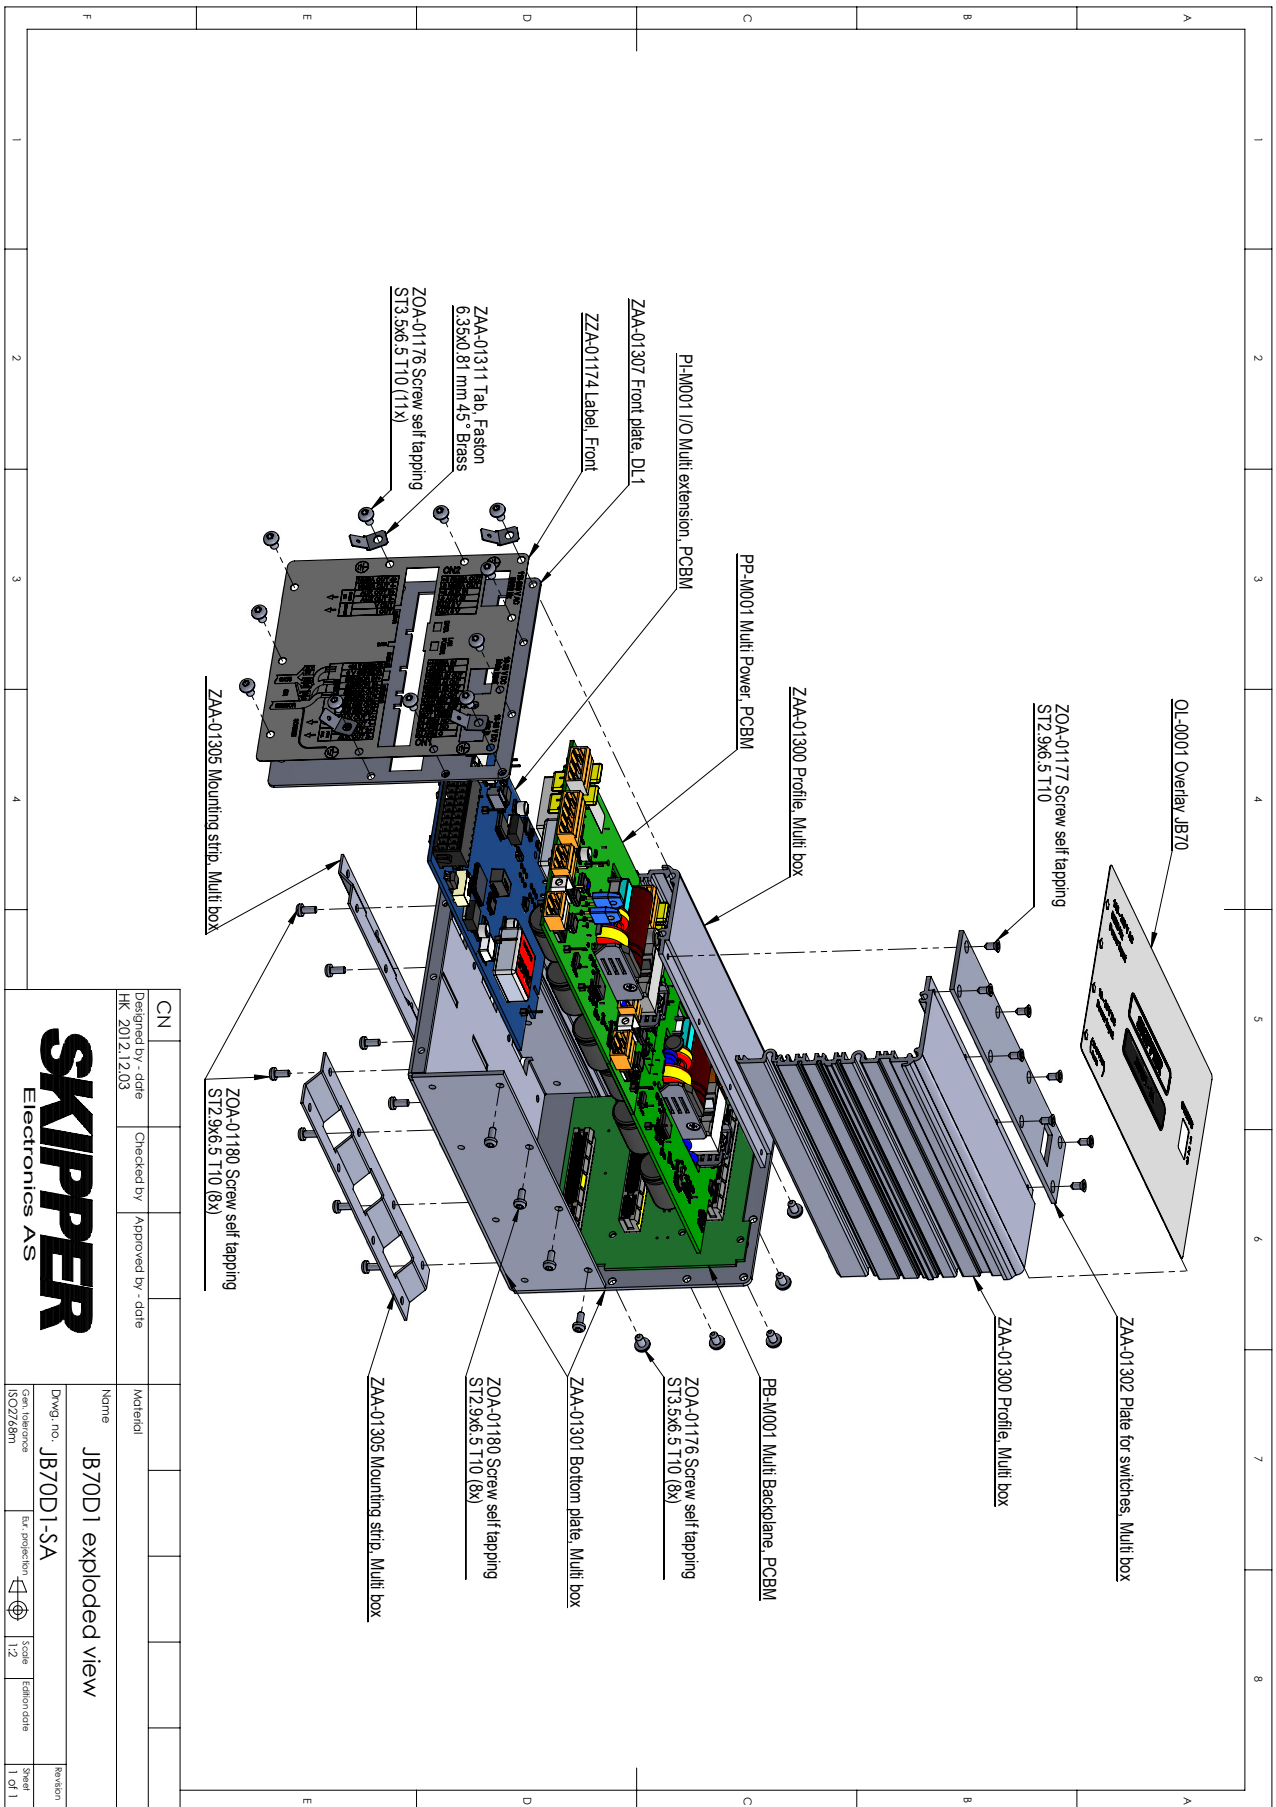 1
2
3
4
5
6
7
8
A
B
C
D
E
F
1
2
3
4
A
B
C
D
E
OL-0001 Overlay JB70
ZOA-01177 Screw self tapping
ST2.9x6.5 T10
ZAA-01302 Plate for switches, Multi box
ZAA-01300 Profile, Multi box
ZAA-01300 Profile, Multi box
PP-M001 Multi Power, PCBM
PB-M001 Multi Backplane, PCBM
PI-M001 I/O Multi extension, PCBM
ZOA-01176 Screw self tapping
ST3.5x6.5 T10 (8x)
ZAA-01307 Front plate, DL1
ZAA-01301 Bottom plate, Multi box
ZZA-01174 Label, Front
ZOA-01180 Screw self tapping
ST2.9x6.5 T10 (8x)
ZAA-01311 Tab, Faston
6.35x0.81 mm 45° Brass
ZOA-01176 Screw self tapping
ST3.5x6.5 T10 (11x)
ZAA-01305 Mounting strip, Multi box
ZAA-01305 Mounting strip, Multi box
ZOA-01180 Screw self tapping
ST2.9x6.5 T10 (8x)
CN2
CN
Designed by - date
HK 2012.12.03
Checked by
Approved by - date
Material
SKIPPER
Electronics AS
Name
JB70D1 exploded view
Drwg. no.
JB70D1-SA
Revision
Gen. tolerance
ISO2768m
Eur. projection
Scale
1:2
Edition date
Sheet
1 of 1